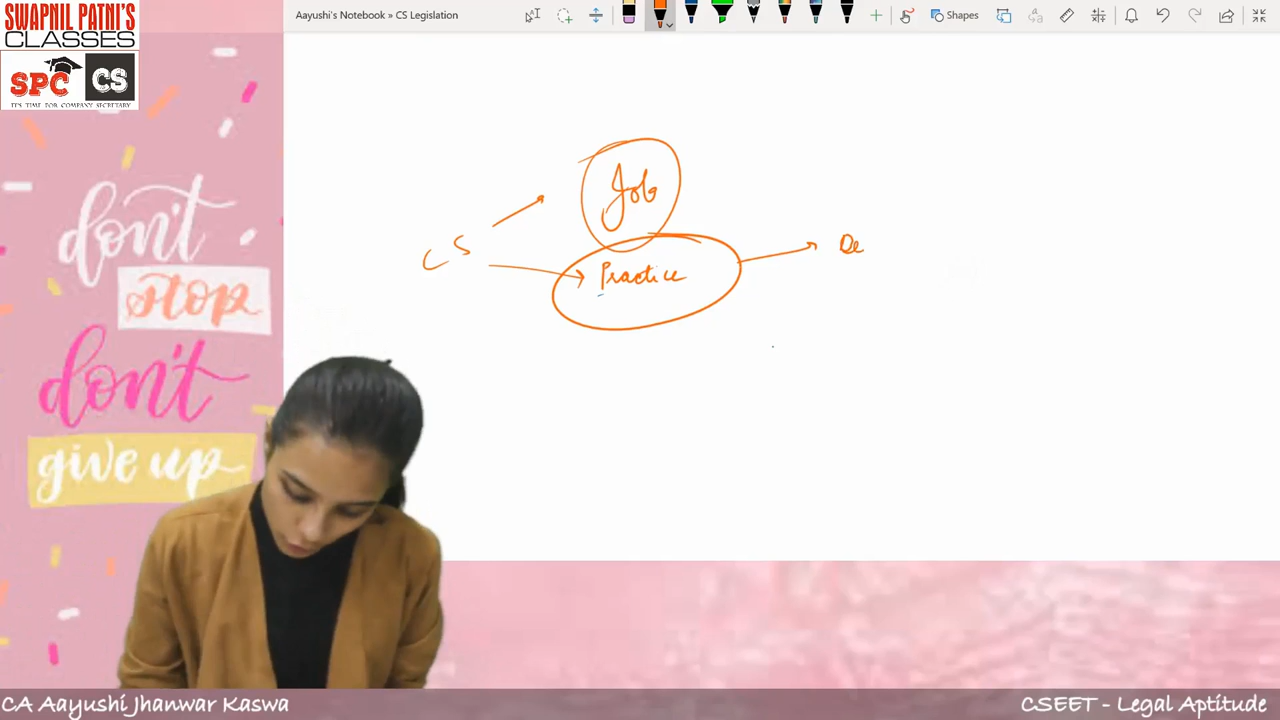 SWAPNIL PATNI'S
CLASSES
SPC CS
IT'S TIME FOR COMPANY SECRETARY
Aayushi's Notebook » CS Legislation
Shapes
don't
stop
don't
give up
Job
CS
Practice
De
CA Aayushi Jhanwar Kaswa
CSEET - Legal Aptitude